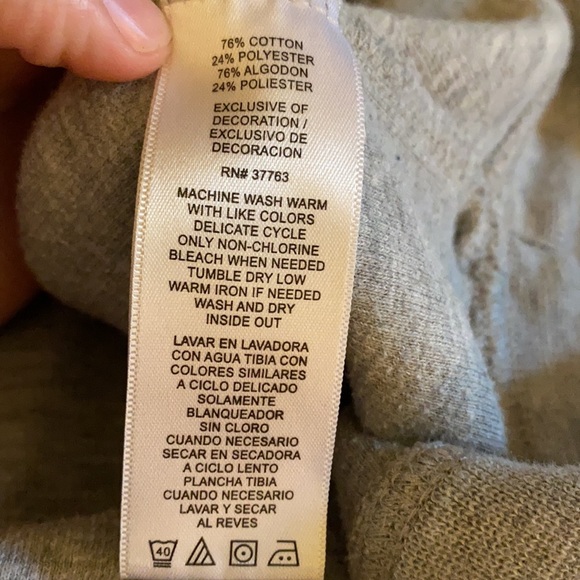 76% COTTON
24% POLYESTER
76% ALGODON
24% POLIESTER
EXCLUSIVE OF
DECORATION /
EXCLUSIVO DE
DECORACION
RN# 37763
MACHINE WASH WARM
WITH LIKE COLORS
DELICATE CYCLE
ONLY NON-CHLORINE
BLEACH WHEN NEEDED
TUMBLE DRY LOW
WARM IRON IF NEEDED
WASH AND DRY
INSIDE OUT
LAVAR EN LAVADORA
CON AGUA TIBIA CON
COLORES SIMILARES
A CICLO DELICADO
SOLAMENTE
BLANQUEADOR
SIN CLORO
CUANDO NECESARIO
SECAR EN SECADORA
A CICLO LENTO
PLANCHA TIBIA
CUANDO NECESARIO
LAVAR Y SECAR
AL REVES
40